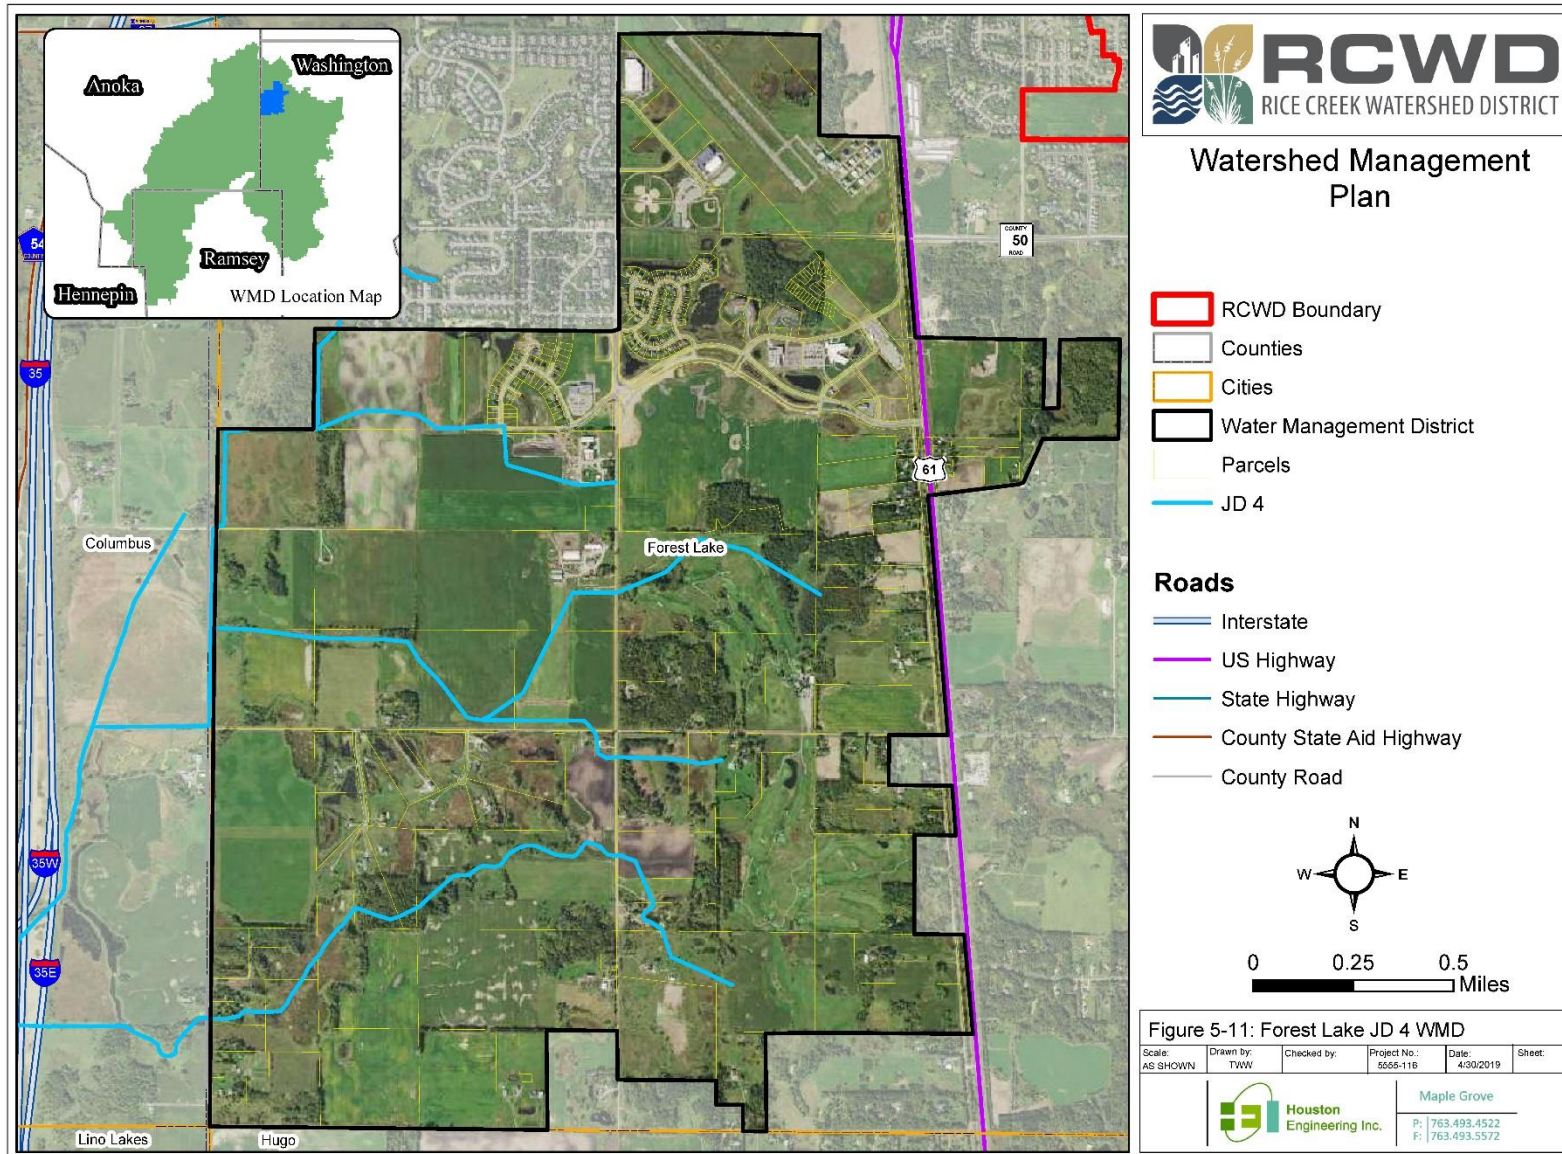 Anoka
Washington
Ramsey
Hennepin
WMD Location Map
54
COUNTY
35
35W
35E
COUNTY
50
ROAD
61
Columbus
Forest Lake
Lino Lakes
Hugo
RCWD
RICE CREEK WATERSHED DISTRICT
Watershed Management
Plan
RCWD Boundary
Counties
Cities
Water Management District
Parcels
JD 4
Roads
Interstate
US Highway
State Highway
County State Aid Highway
County Road
N
W E
S
0 0.25 0.5
Miles
Figure 5-11: Forest Lake JD 4 WMD
Scale: Drawn by: Checked by: Project No.: Date: Sheet:
AS SHOWN TWW 5555-116 4/30/2019
Houston
Engineering Inc.
Maple Grove
P: 763.493.4522
F: 763.493.5572